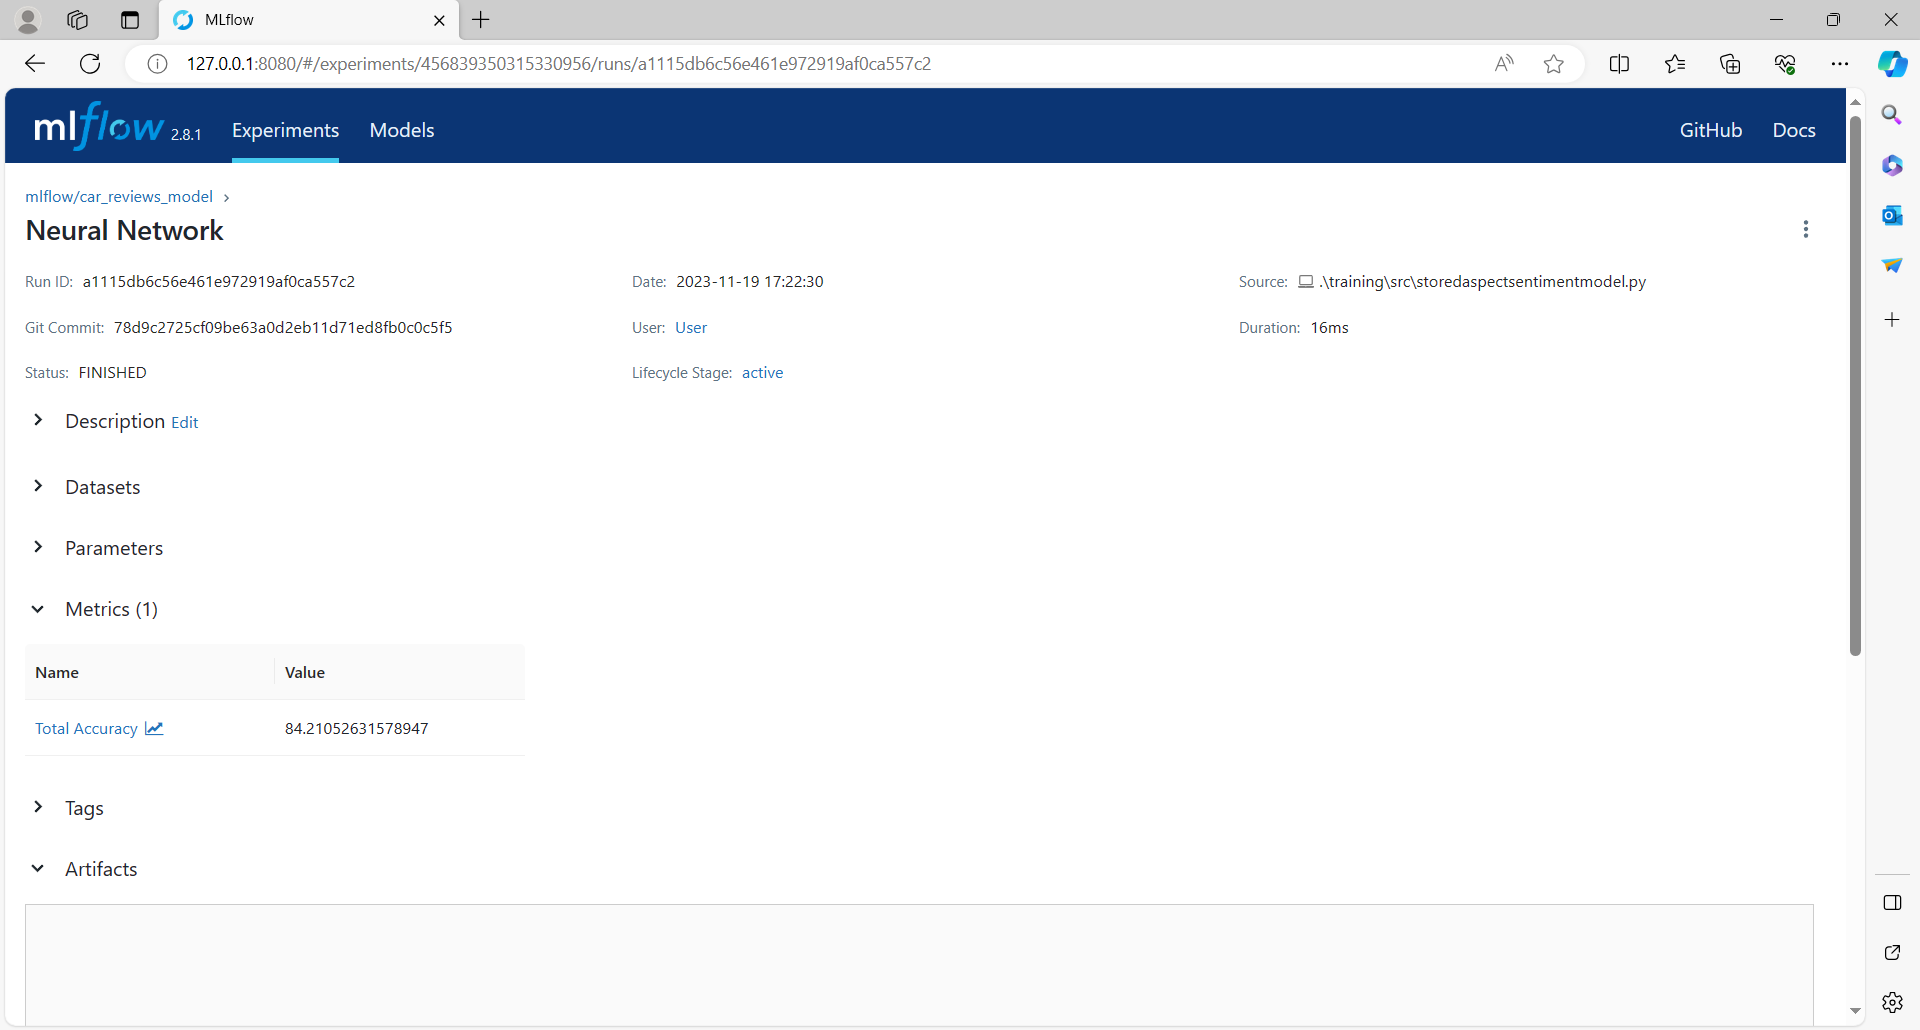 MLflow
127.0.0.1:8080/#/experiments/456839350315330956/runs/a1115db6c56e461e972919af0ca557c2
mlflow 2.8.1 Experiments Models GitHub Docs
mlflow/car_reviews_model >
Neural Network
Run ID: a1115db6c56e461e972919af0ca557c2 Date: 2023-11-19 17:22:30 Source: .\training\src\storedaspectsentimentmodel.py
Git Commit: 78d9c2725cf09be63a0d2eb11d71ed8fb0c0c5f5 User: User Duration: 16ms
Status: FINISHED Lifecycle Stage: active
Description Edit
Datasets
Parameters
Metrics (1)
Name Value
Total Accuracy 84.21052631578947
Tags
Artifacts